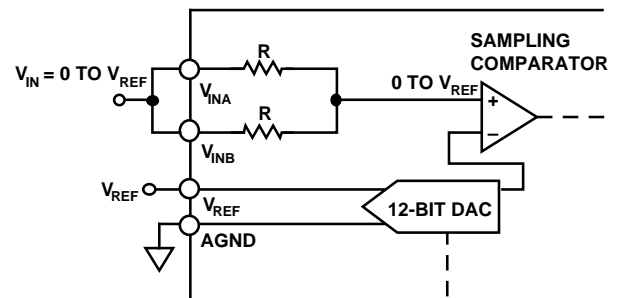 R
SAMPLING
COMPARATOR
V_IN = 0 TO V_REF
V_INA
0 TO V_REF
+
–
R
V_INB
V_REF
V_REF
12-BIT DAC
AGND